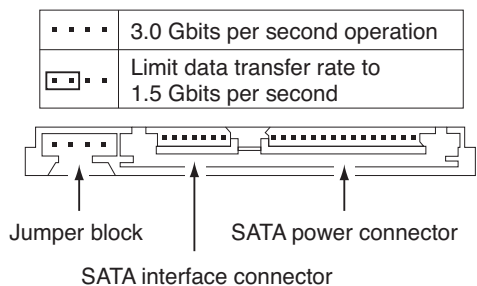 3.0 Gbits per second operation
Limit data transfer rate to
1.5 Gbits per second
Jumper block
SATA power connector
SATA interface connector